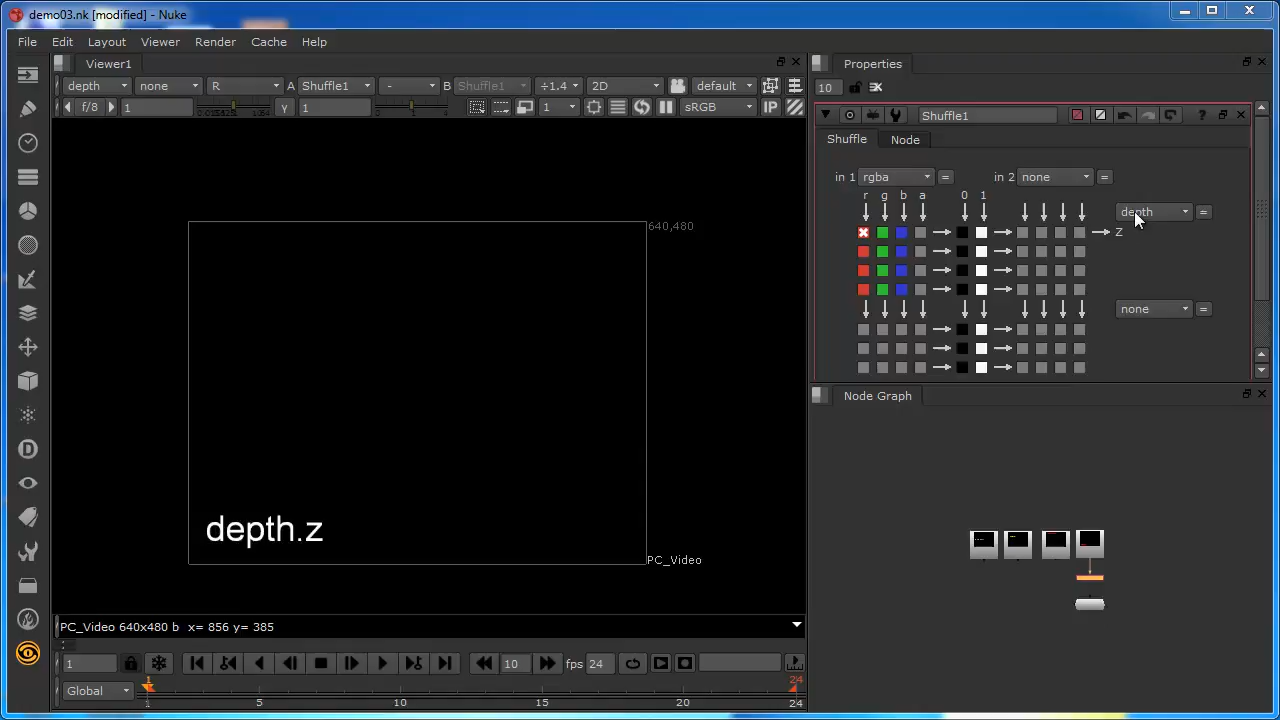 demo03.nk [modified] - Nuke
File Edit Layout Viewer Render Cache Help
Viewer1
depth none R A Shuffle1 - B Shuffle1 ÷1.4 2D default
f/8 1 γ 1 1 sRGB IP
640,480
depth.z
PC_Video
PC_Video 640x480 b x= 856 y= 385
1 10 fps 24
Global 1 1 5 10 15 20 24 24
Properties
10
Shuffle1
Shuffle Node
in 1 rgba = in 2 none =
r g b a 0 1
depth =
Z
none =
Node Graph